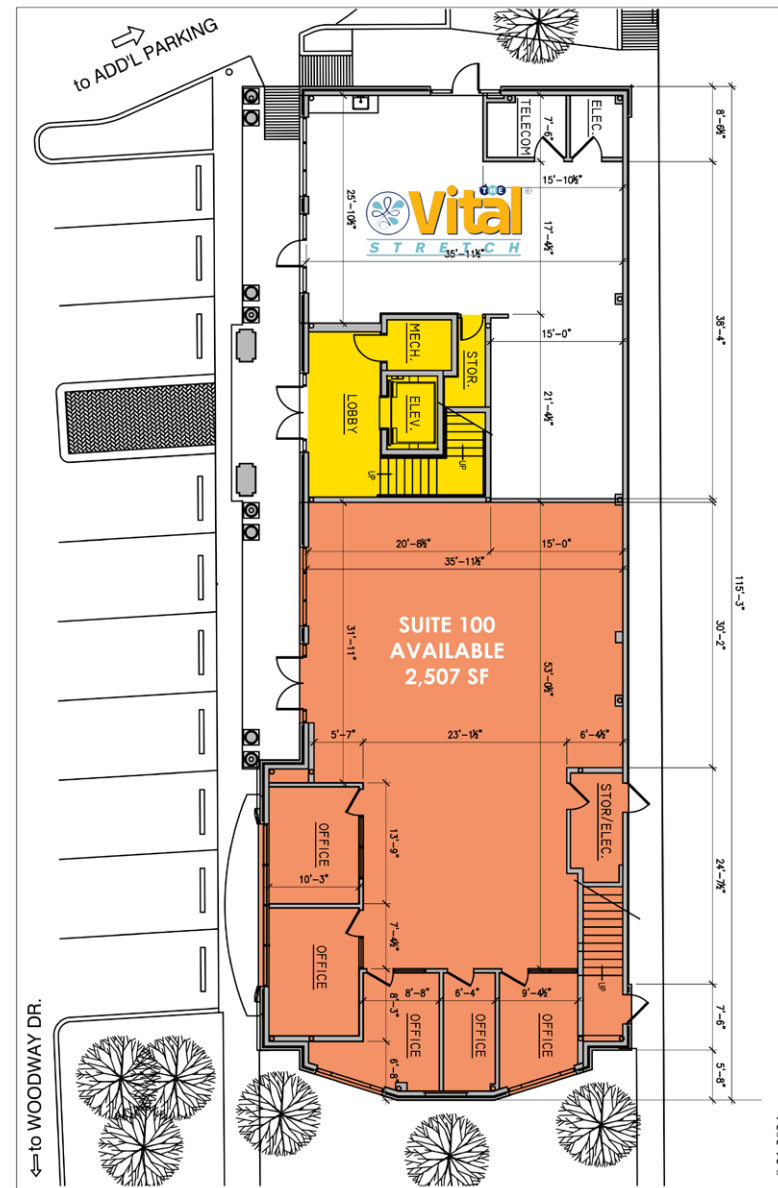 to ADD'L PARKING
TELECOM
7'-6"
ELEC.
8'-6½"
15'-10½"
25'-10½"
THE
Vital
STRETCH
17'-4½"
35'-11½"
38'-4"
MECH.
STOR.
15'-0"
LOBBY
ELEV.
21'-4½"
UP
UP
20'-8½"
15'-0"
35'-11½"
115'-3"
31'-11"
SUITE 100
AVAILABLE
2,507 SF
53'-0½"
30'-2"
5'-7"
23'-1½"
6'-4½"
OFFICE
13'-9"
STOR/ELEC.
10'-3"
24'-7½"
OFFICE
7'-4½"
UP
8'-3"
8'-8"
6'-4"
9'-4½"
7'-6"
OFFICE
OFFICE
OFFICE
6'-8"
5'-8"
to WOODWAY DR.